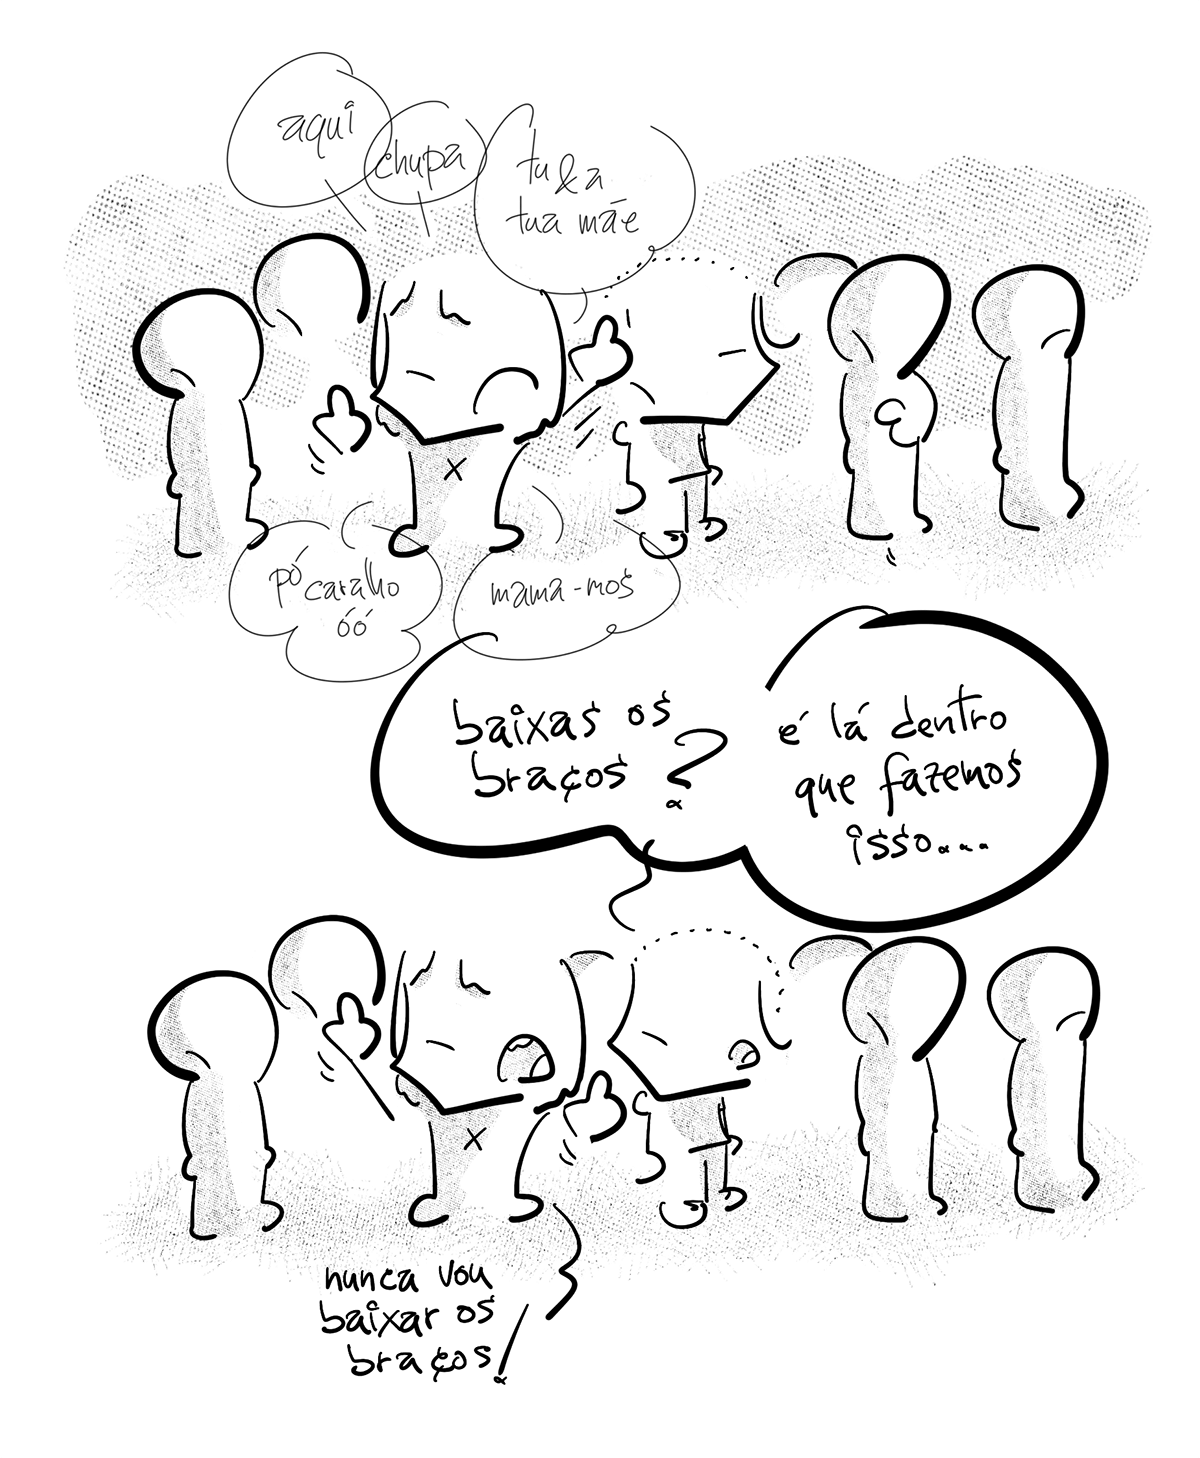 aqui
chupa
tu & a
tua mãe
pó
caralho
óó
mama-mos
baixas os
braços?
é lá dentro
que fazemos
isso...
nunca vou
baixar os
braços!